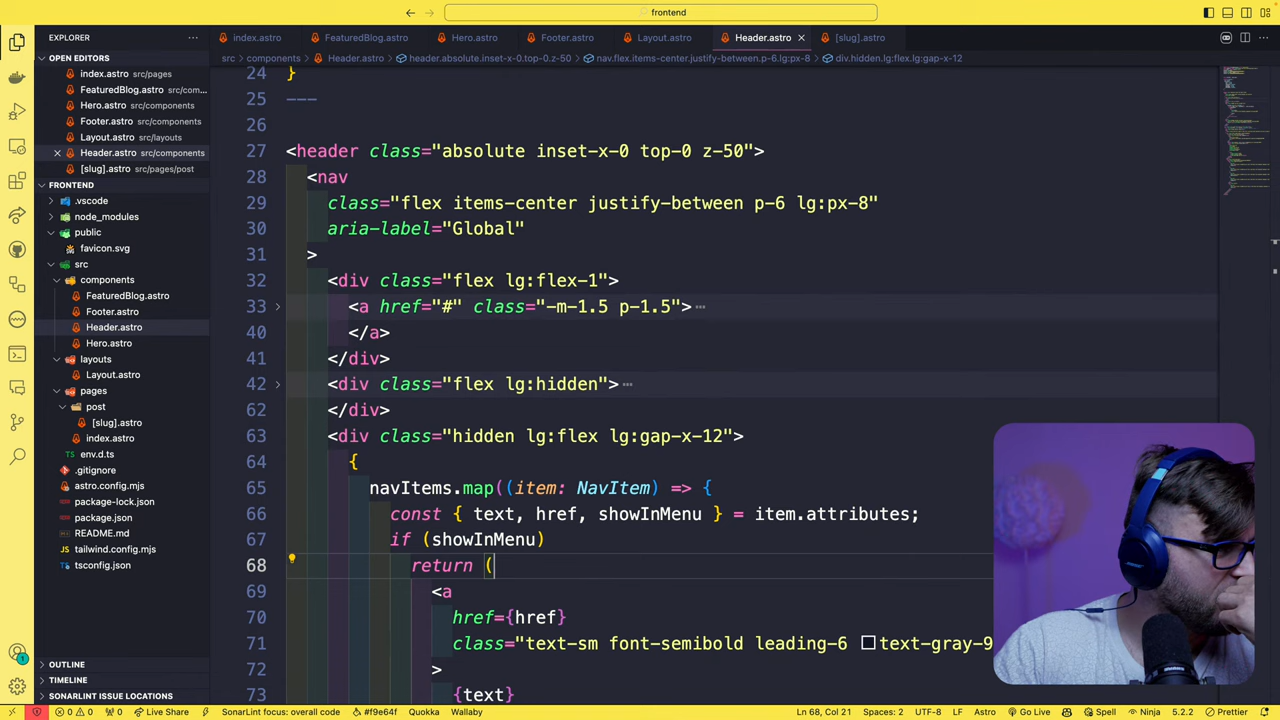 frontend
EXPLORER
index.astro
FeaturedBlog.astro
Hero.astro
Footer.astro
Layout.astro
Header.astro
[slug].astro
src
components
Header.astro
header.absolute.inset-x-0.top-0.z-50
nav.flex.items-center.justify-between.p-6.lg:px-8
div.hidden.lg:flex.lg:gap-x-12
OPEN EDITORS
index.astro src/pages
FeaturedBlog.astro src/com...
Hero.astro src/components
Footer.astro src/components
Layout.astro src/layouts
Header.astro src/components
[slug].astro src/pages/post
FRONTEND
.vscode
node_modules
public
favicon.svg
src
components
FeaturedBlog.astro
Footer.astro
Header.astro
Hero.astro
layouts
Layout.astro
pages
post
[slug].astro
index.astro
env.d.ts
.gitignore
astro.config.mjs
package-lock.json
package.json
README.md
tailwind.config.mjs
tsconfig.json
OUTLINE
TIMELINE
SONARLINT ISSUE LOCATIONS
24 }
25 ---
26
27 <header class="absolute inset-x-0 top-0 z-50">
28 <nav
29 class="flex items-center justify-between p-6 lg:px-8"
30 aria-label="Global"
31 >
32 <div class="flex lg:flex-1">
33 <a href="#" class="-m-1.5 p-1.5">
40 </a>
41 </div>
42 <div class="flex lg:hidden">
62 </div>
63 <div class="hidden lg:flex lg:gap-x-12">
64 {
65 navItems.map((item: NavItem) => {
66 const { text, href, showInMenu } = item.attributes;
67 if (showInMenu)
68 return (
69 <a
70 href={href}
71 class="text-sm font-semibold leading-6 text-gray-9
72 >
73 {text}
0 0 0 Live Share SonarLint focus: overall code #f9e64f Quokka Wallaby Ln 68, Col 21 Spaces: 2 UTF-8 LF Astro Go Live Spell Ninja 5.2.2 Prettier